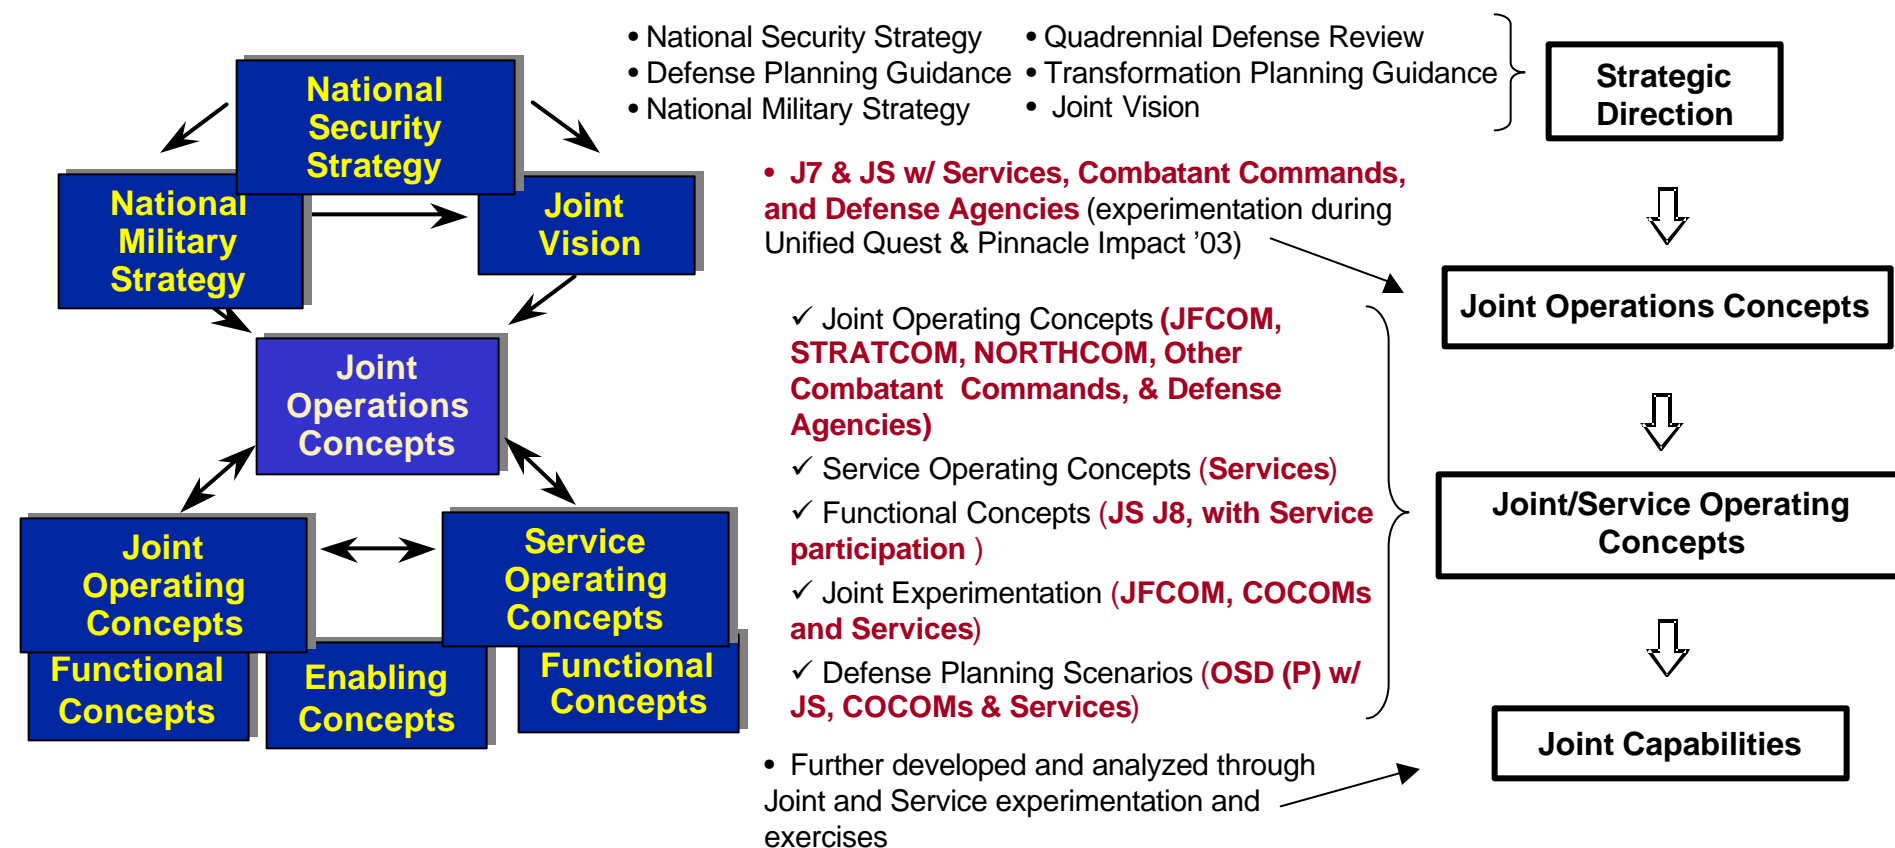 National
Security
Strategy
National
Military
Strategy
Joint
Vision
Joint
Operations
Concepts
Joint
Operating
Concepts
Service
Operating
Concepts
Functional
Concepts
Enabling
Concepts
Functional
Concepts
• National Security Strategy
• Defense Planning Guidance
• National Military Strategy
• Quadrennial Defense Review
• Transformation Planning Guidance
• Joint Vision
• J7 & JS w/ Services, Combatant Commands,
and Defense Agencies (experimentation during
Unified Quest & Pinnacle Impact ’03)
✓ Joint Operating Concepts (JFCOM,
STRATCOM, NORTHCOM, Other
Combatant Commands, & Defense
Agencies)
✓ Service Operating Concepts (Services)
✓ Functional Concepts (JS J8, with Service
participation )
✓ Joint Experimentation (JFCOM, COCOMs
and Services)
✓ Defense Planning Scenarios (OSD (P) w/
JS, COCOMs & Services)
• Further developed and analyzed through
Joint and Service experimentation and
exercises
Strategic
Direction
Joint Operations Concepts
Joint/Service Operating
Concepts
Joint Capabilities